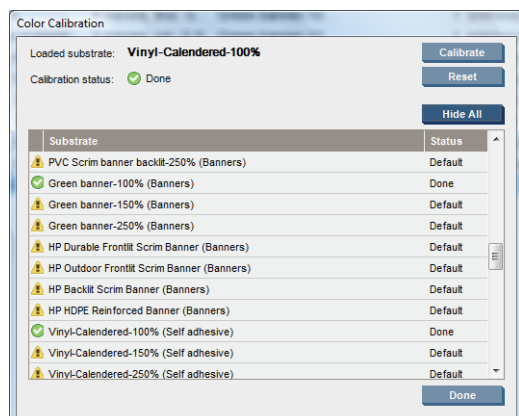 Color Calibration
Loaded substrate: Vinyl-Calendered-100%
Calibrate
Calibration status: Done
Reset
Hide All
Substrate Status
PVC Scrim banner backlit-250% (Banners) Default
Green banner-100% (Banners) Done
Green banner-150% (Banners) Default
Green banner-250% (Banners) Default
HP Durable Frontlit Scrim Banner (Banners) Default
HP Outdoor Frontlit Scrim Banner (Banners) Default
HP Backlit Scrim Banner (Banners) Default
HP HDPE Reinforced Banner (Banners) Default
Vinyl-Calendered-100% (Self adhesive) Done
Vinyl-Calendered-150% (Self adhesive) Default
Vinyl-Calendered-250% (Self adhesive) Default
Done